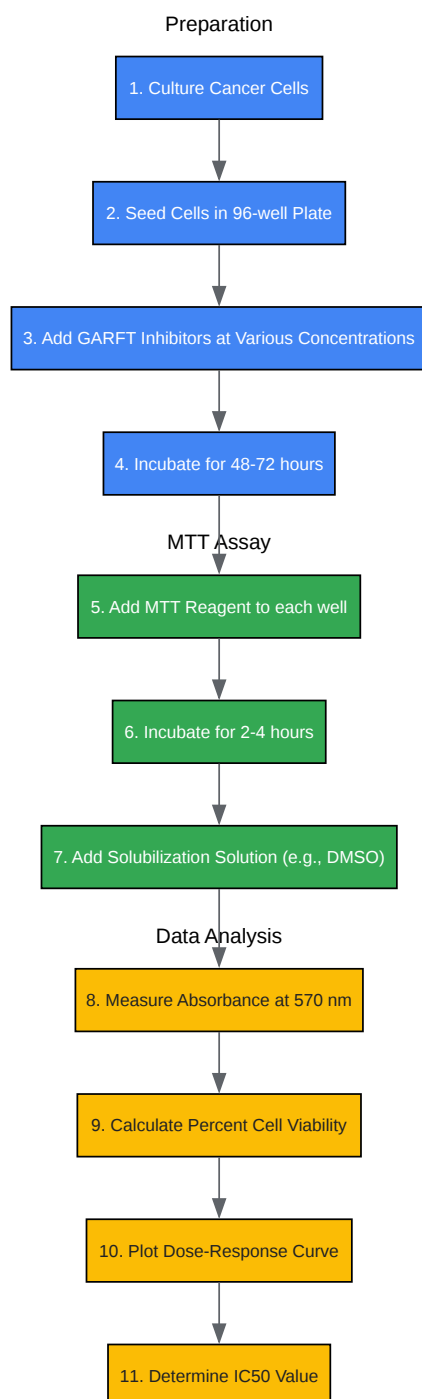 Preparation
1. Culture Cancer Cells
2. Seed Cells in 96-well Plate
3. Add GARFT Inhibitors at Various Concentrations
4. Incubate for 48-72 hours
MTT Assay
5. Add MTT Reagent to each well
6. Incubate for 2-4 hours
7. Add Solubilization Solution (e.g., DMSO)
Data Analysis
8. Measure Absorbance at 570 nm
9. Calculate Percent Cell Viability
10. Plot Dose-Response Curve
11. Determine IC50 Value